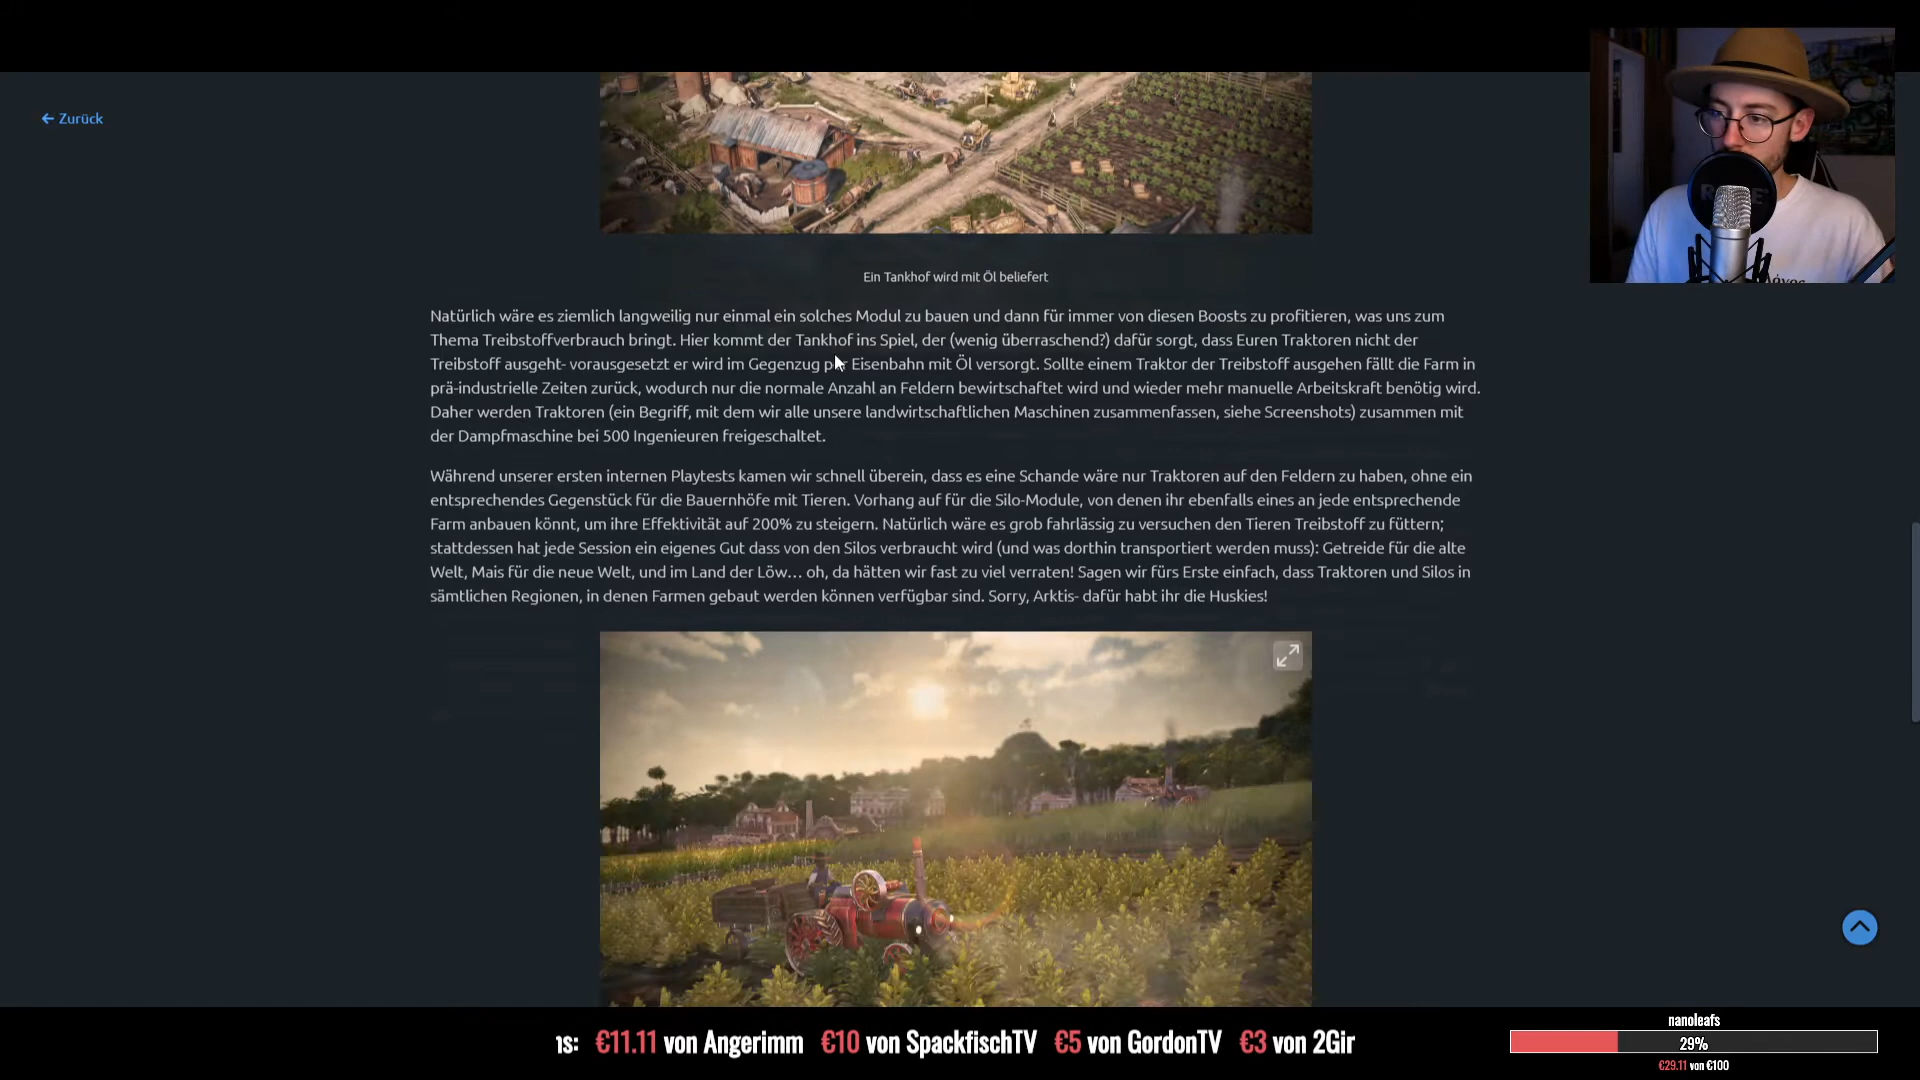 Zurück
Ein Tankhof wird mit Öl beliefert
Natürlich wäre es ziemlich langweilig nur einmal ein solches Modul zu bauen und dann für immer von diesen Boosts zu profitieren, was uns zum
Thema Treibstoffverbrauch bringt. Hier kommt der Tankhof ins Spiel, der (wenig überraschend?) dafür sorgt, dass Euren Traktoren nicht der
Treibstoff ausgeht- vorausgesetzt er wird im Gegenzug per Eisenbahn mit Öl versorgt. Sollte einem Traktor der Treibstoff ausgehen fällt die Farm in
prä-industrielle Zeiten zurück, wodurch nur die normale Anzahl an Feldern bewirtschaftet wird und wieder mehr manuelle Arbeitskraft benötig wird.
Daher werden Traktoren (ein Begriff, mit dem wir alle unsere landwirtschaftlichen Maschinen zusammenfassen, siehe Screenshots) zusammen mit
der Dampfmaschine bei 500 Ingenieuren freigeschaltet.
Während unserer ersten internen Playtests kamen wir schnell überein, dass es eine Schande wäre nur Traktoren auf den Feldern zu haben, ohne ein
entsprechendes Gegenstück für die Bauernhöfe mit Tieren. Vorhang auf für die Silo-Module, von denen ihr ebenfalls eines an jede entsprechende
Farm anbauen könnt, um ihre Effektivität auf 200% zu steigern. Natürlich wäre es grob fahrlässig zu versuchen den Tieren Treibstoff zu füttern;
stattdessen hat jede Session ein eigenes Gut dass von den Silos verbraucht wird (und was dorthin transportiert werden muss): Getreide für die alte
Welt, Mais für die neue Welt, und im Land der Löw… oh, da hätten wir fast zu viel verraten! Sagen wir fürs Erste einfach, dass Traktoren und Silos in
sämtlichen Regionen, in denen Farmen gebaut werden können verfügbar sind. Sorry, Arktis- dafür habt ihr die Huskies!
ns: €11.11 von Angerimm €10 von SpackfischTV €5 von GordonTV €3 von 2Gir
nanoleafs
29%
€29.11 von €100